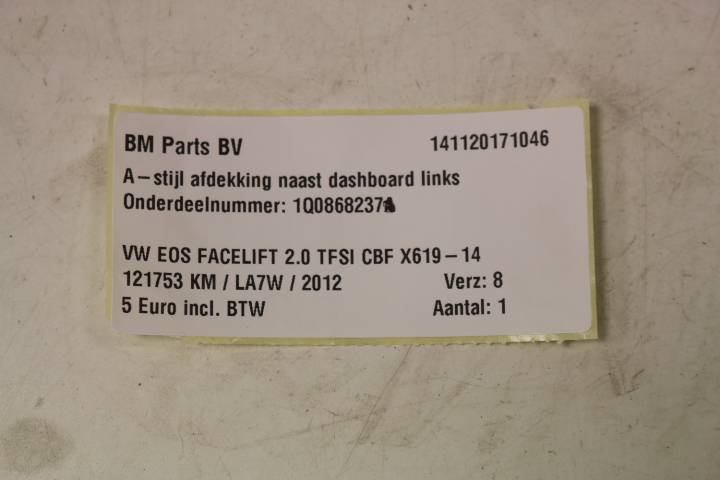 BM Parts BV 141120171046
A-stijl afdekking naast dashboard links
Onderdeelnummer: 1Q0868237A
VW EOS FACELIFT 2.0 TFSI CBF X619-14
121753 KM / LA7W / 2012 Verz: 8
5 Euro incl. BTW Aantal: 1